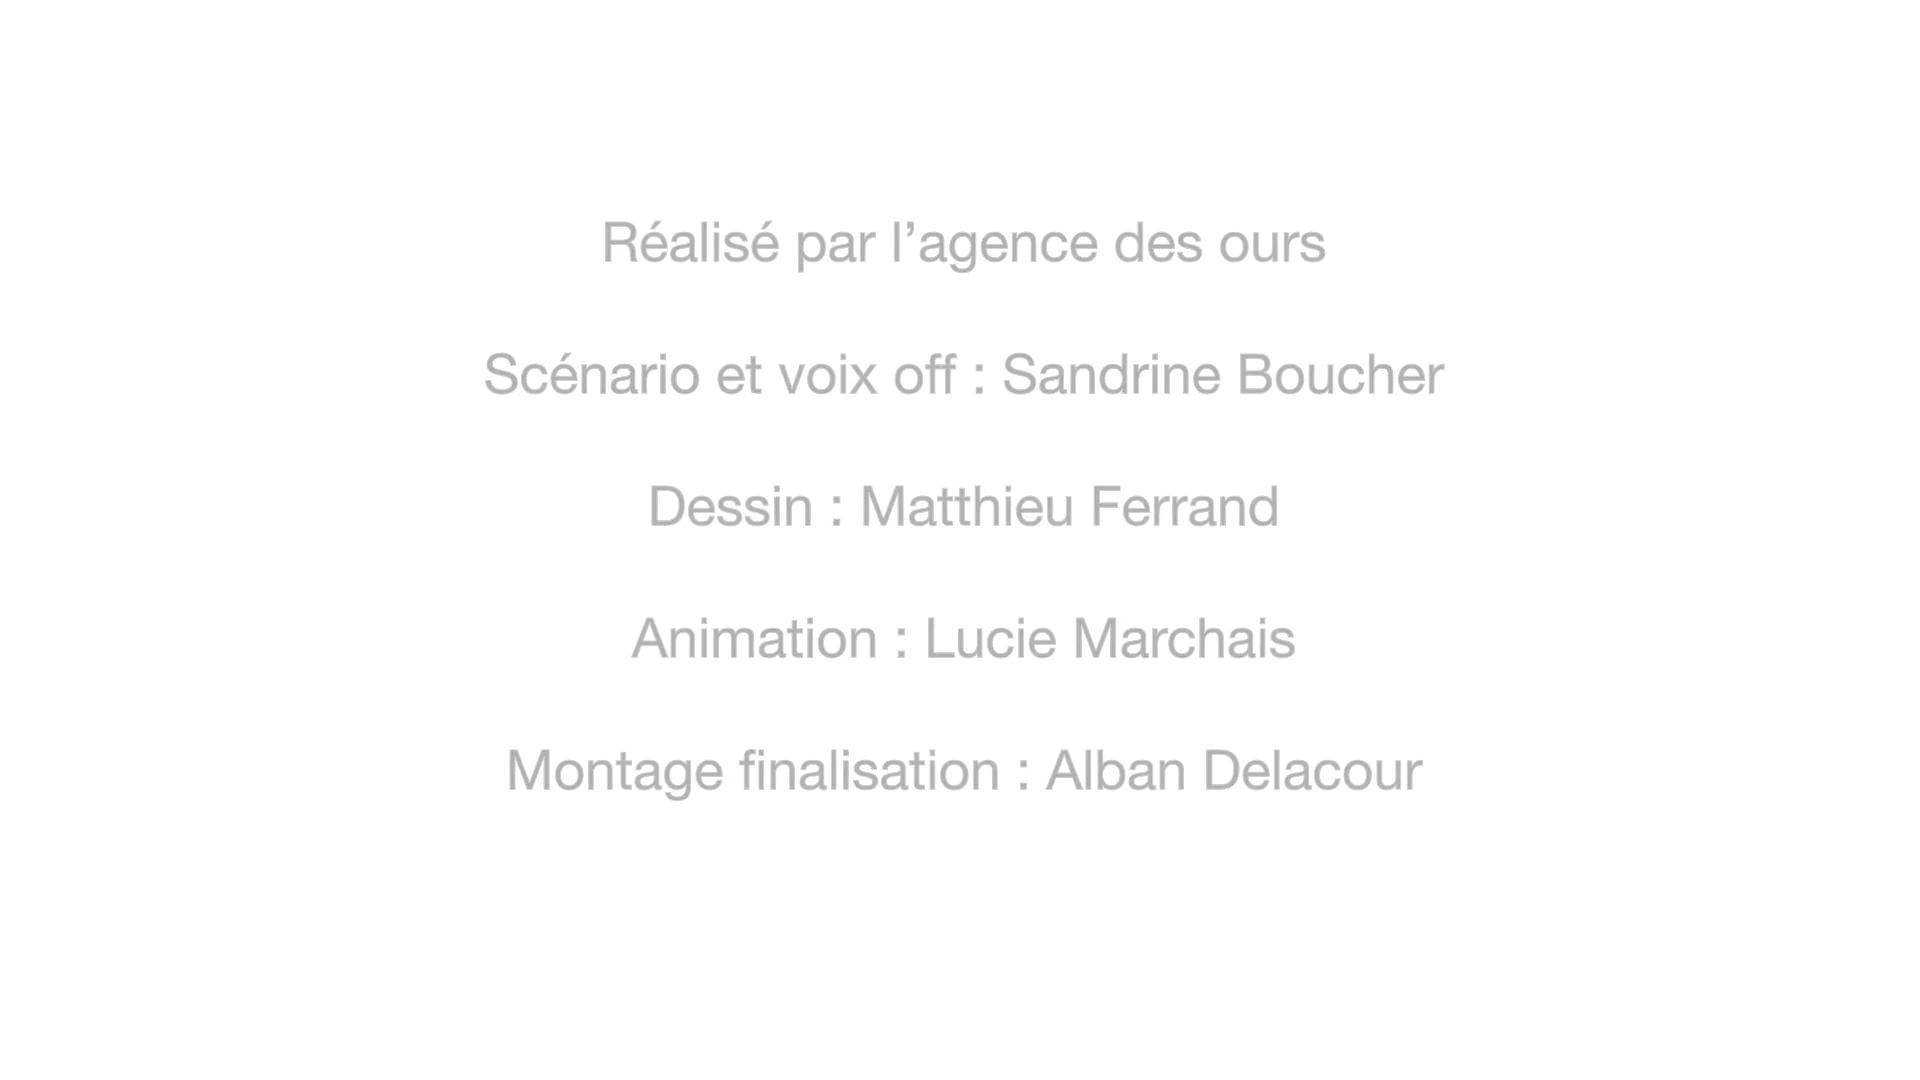 Réalisé par l’agence des ours
Scénario et voix off : Sandrine Boucher
Dessin : Matthieu Ferrand
Animation : Lucie Marchais
Montage finalisation : Alban Delacour